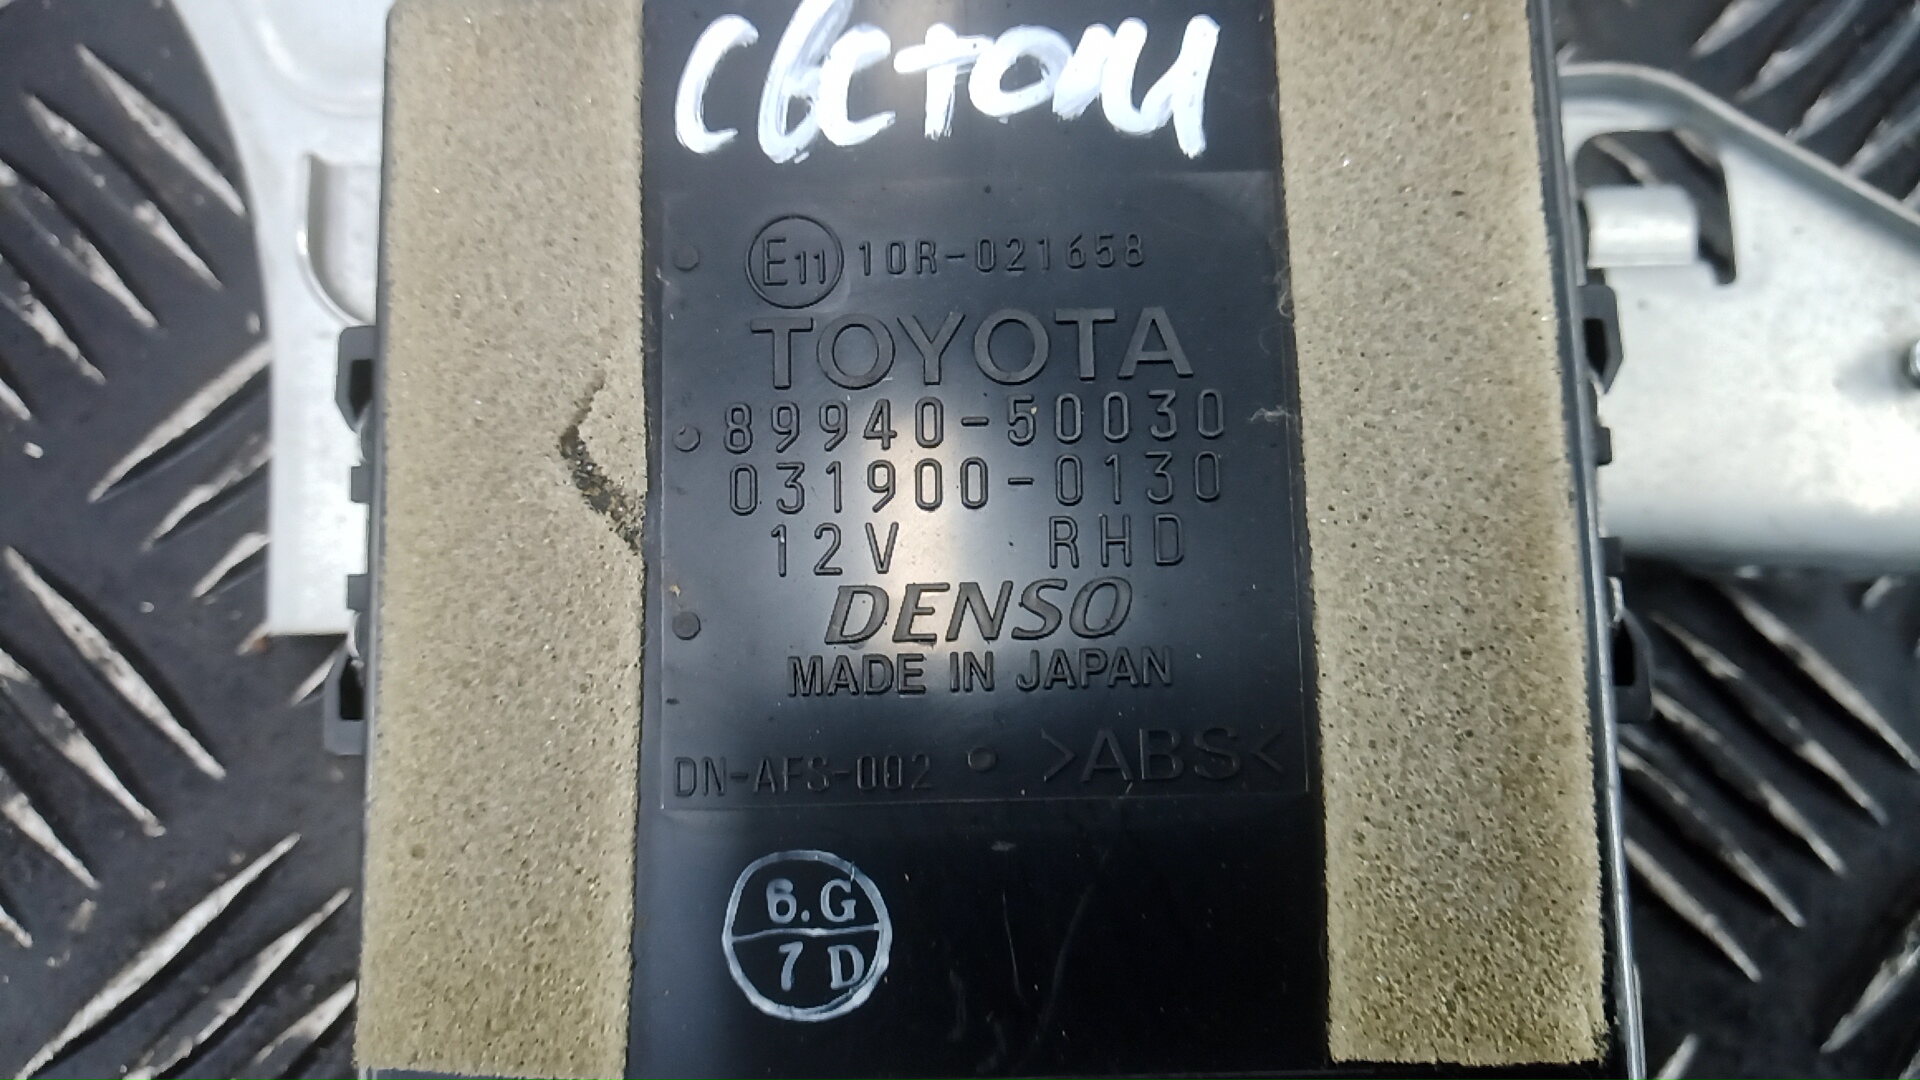 E11 10R-021658
TOYOTA
89940-50030
031900-0130
12V RHD
DENSO
MADE IN JAPAN
DN-AFS-002 >ABS<
6.G
7 D